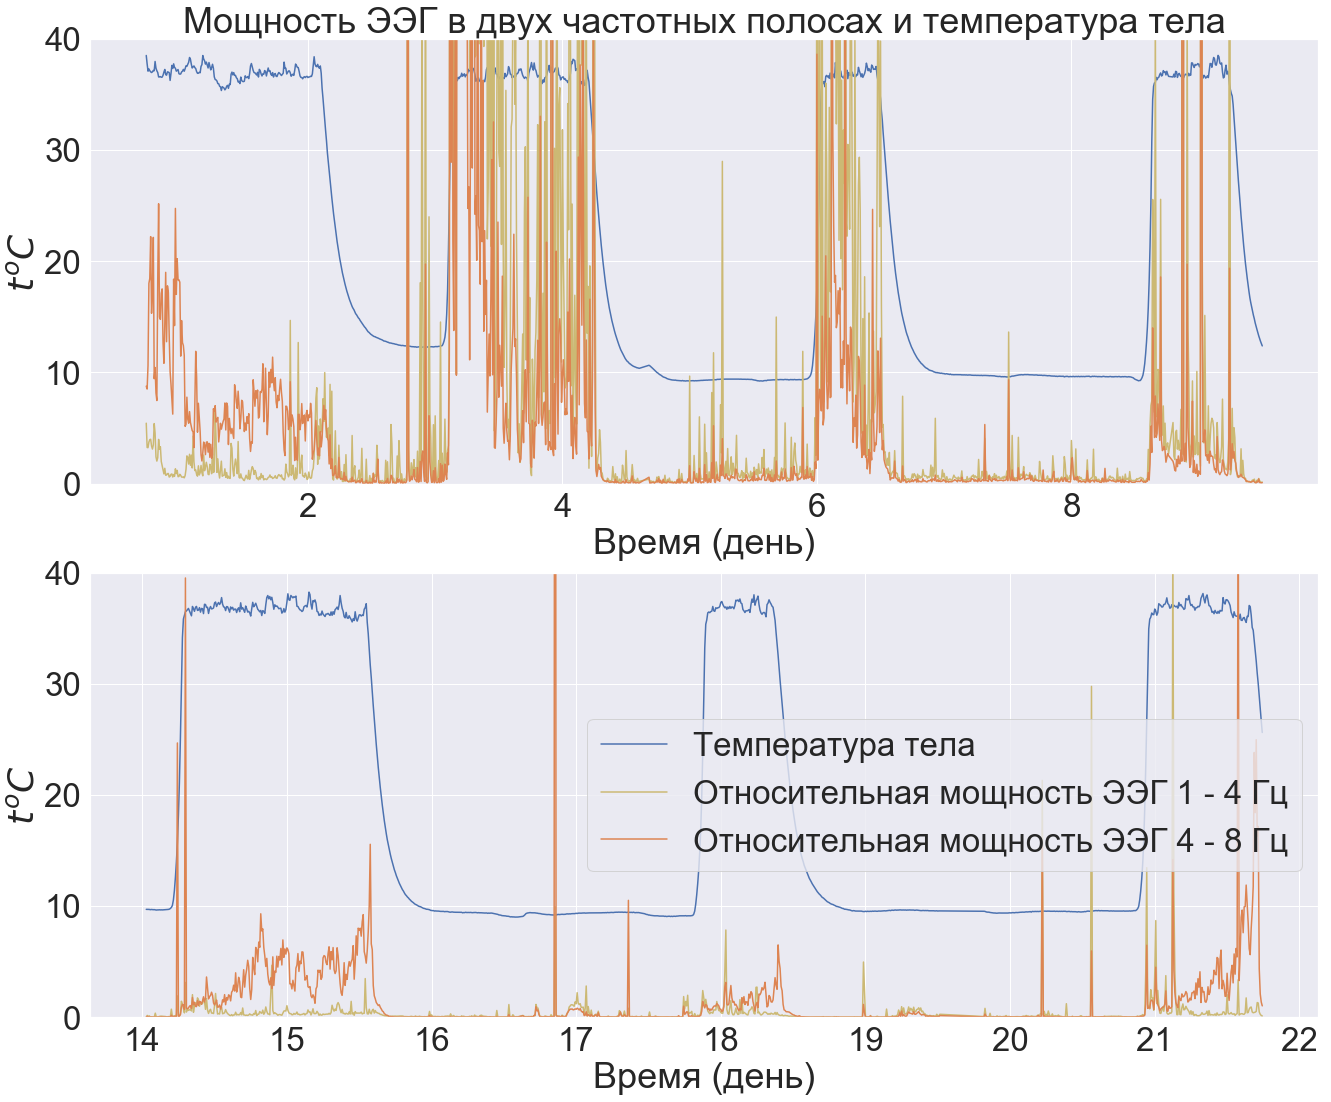 Мощность ЭЭГ в двух частотных полосах и температура тела
40
30
20
10
0
t°C
2 4 6 8
Время (день)
40
30
20
10
0
t°C
Температура тела
Относительная мощность ЭЭГ 1 - 4 Гц
Относительная мощность ЭЭГ 4 - 8 Гц
14 15 16 17 18 19 20 21 22
Время (день)